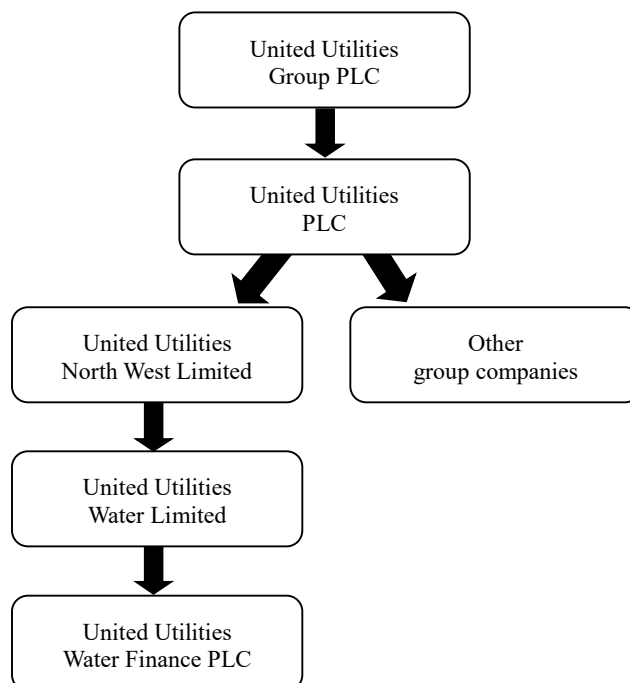 United Utilities
Group PLC
United Utilities
PLC
United Utilities
North West Limited
Other
group companies
United Utilities
Water Limited
United Utilities
Water Finance PLC